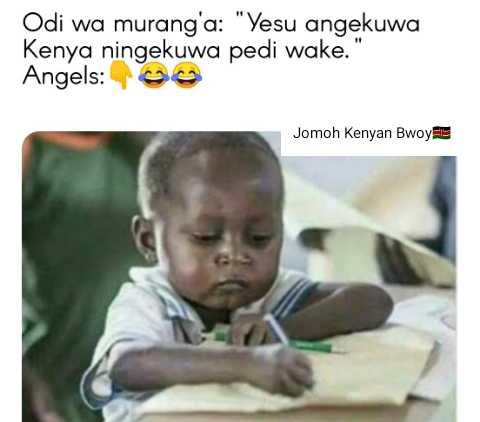 Odi wa murang'a: "Yesu angekuwa
Kenya ningekuwa pedi wake."
Angels:👇😂😂
Jomoh Kenyan Bwoy🇰🇪